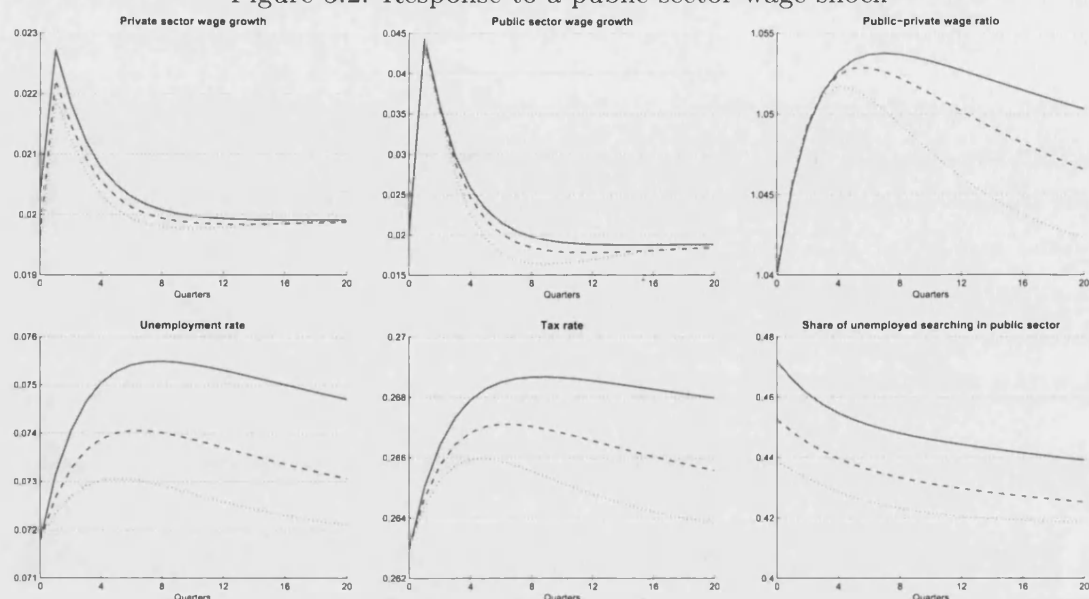 Figure Response to a public sector wage shock
Private sector wage growth
0.023
0.022
0.021
0.02
0.019
0 4 8 12 16 20
Quarters
Public sector wage growth
0.045
0.04
0.035
0.03
0.025
0.02
0.015
0 4 8 12 16 20
Quarters
Public-private wage ratio
1.055
1.05
1.045
1.04
0 4 8 12 16 20
Quarters
Unemployment rate
0.076
0.075
0.074
0.073
0.072
0.071
0 4 8 12 16 20
Quarters
Tax rate
0.27
0.268
0.266
0.264
0.262
0 4 8 12 16 20
Quarters
Share of unemployed searching in public sector
0.48
0.46
0.44
0.42
0.4
0 4 8 12 16 20
Quarters